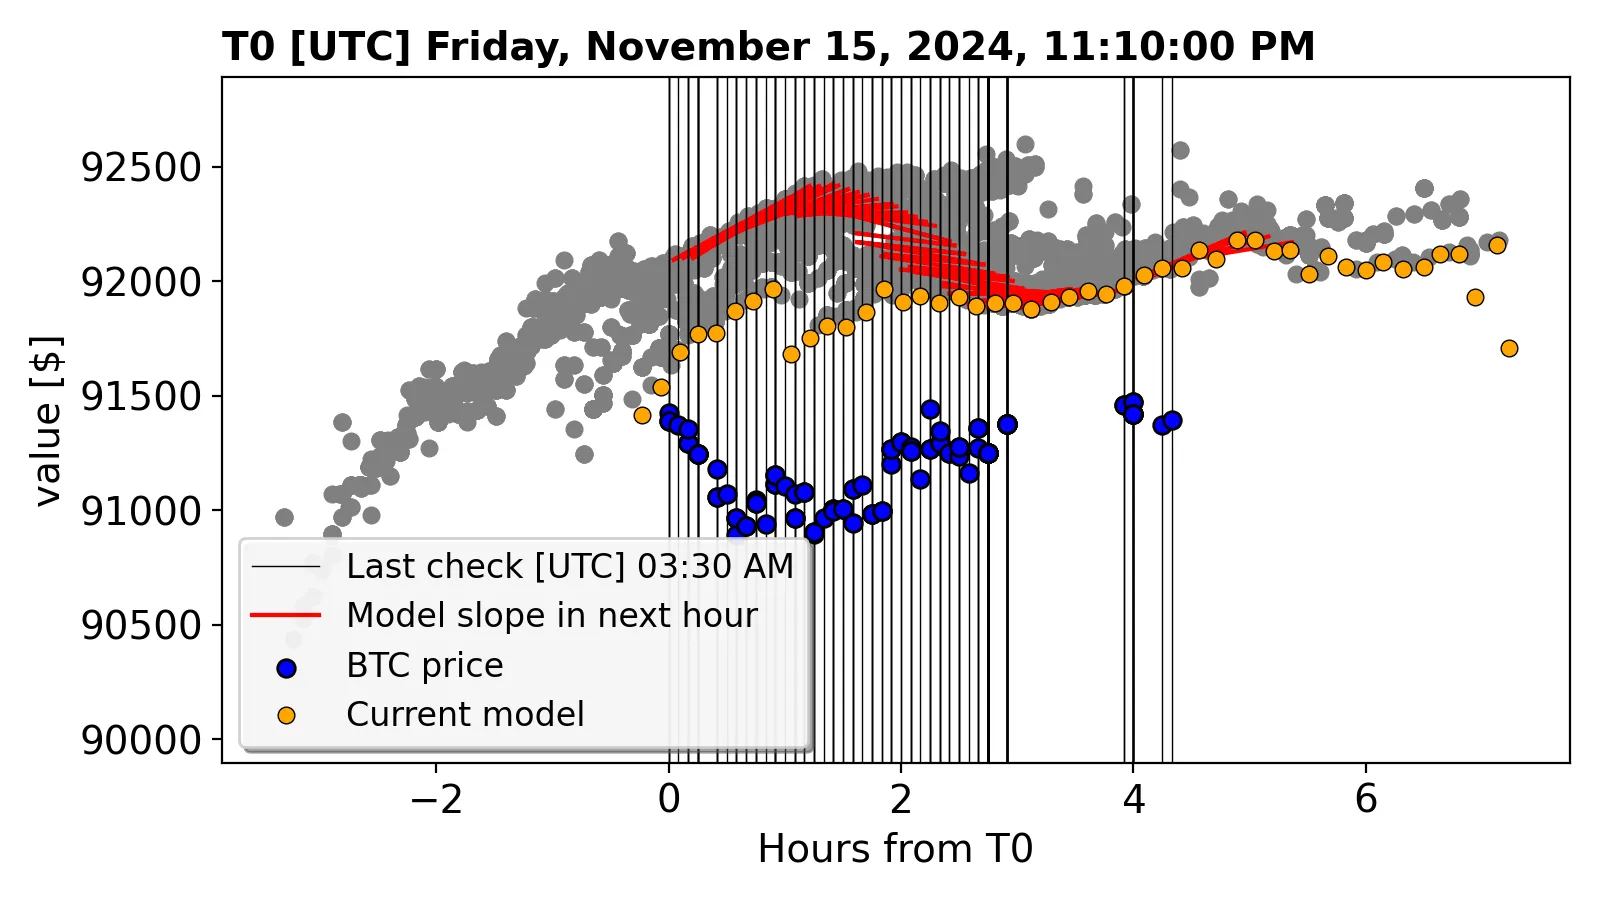 T0 [UTC] Friday, November 15, 2024, 11:10:00 PM
value [$]
92500
92000
91500
91000
90500
90000
Last check [UTC] 03:30 AM
Model slope in next hour
BTC price
Current model
−2 0 2 4 6
Hours from T0